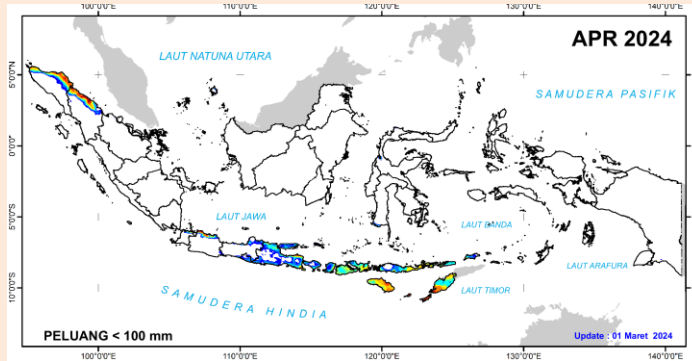 100°0'0"E 110°0'0"E 120°0'0"E 130°0'0"E 140°0'0"E
APR 2024
LAUT NATUNA UTARA
5°0'0"N
SAMUDERA PASIFIK
0°0'0"
LAUT JAWA
LAUT BANDA
5°0'0"S
LAUT ARAFURA
LAUT TIMOR
10°0'0"S
SAMUDERA HINDIA
PELUANG < 100 mm
Update : 01 Maret 2024
100°0'0"E 110°0'0"E 120°0'0"E 130°0'0"E 140°0'0"E